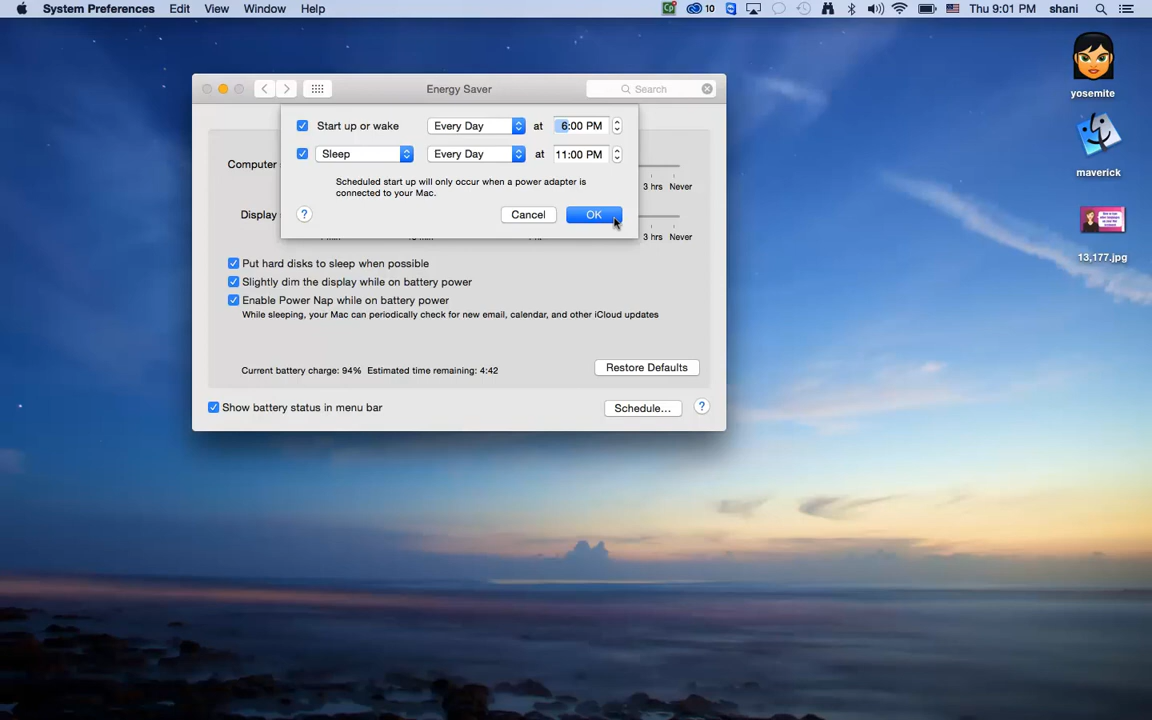 System Preferences Edit View Window Help 10 Thu 9:01 PM shani
Energy Saver Search
Start up or wake Every Day at 6:00 PM
Sleep Every Day at 11:00 PM
Scheduled start up will only occur when a power adapter is
connected to your Mac.
? Cancel OK
Computer
3 hrs Never
Display
3 hrs Never
Put hard disks to sleep when possible
Slightly dim the display while on battery power
Enable Power Nap while on battery power
While sleeping, your Mac can periodically check for new email, calendar, and other iCloud updates
Current battery charge: 94% Estimated time remaining: 4:42
Restore Defaults
Show battery status in menu bar
Schedule... ?
yosemite
maverick
13,177.jpg